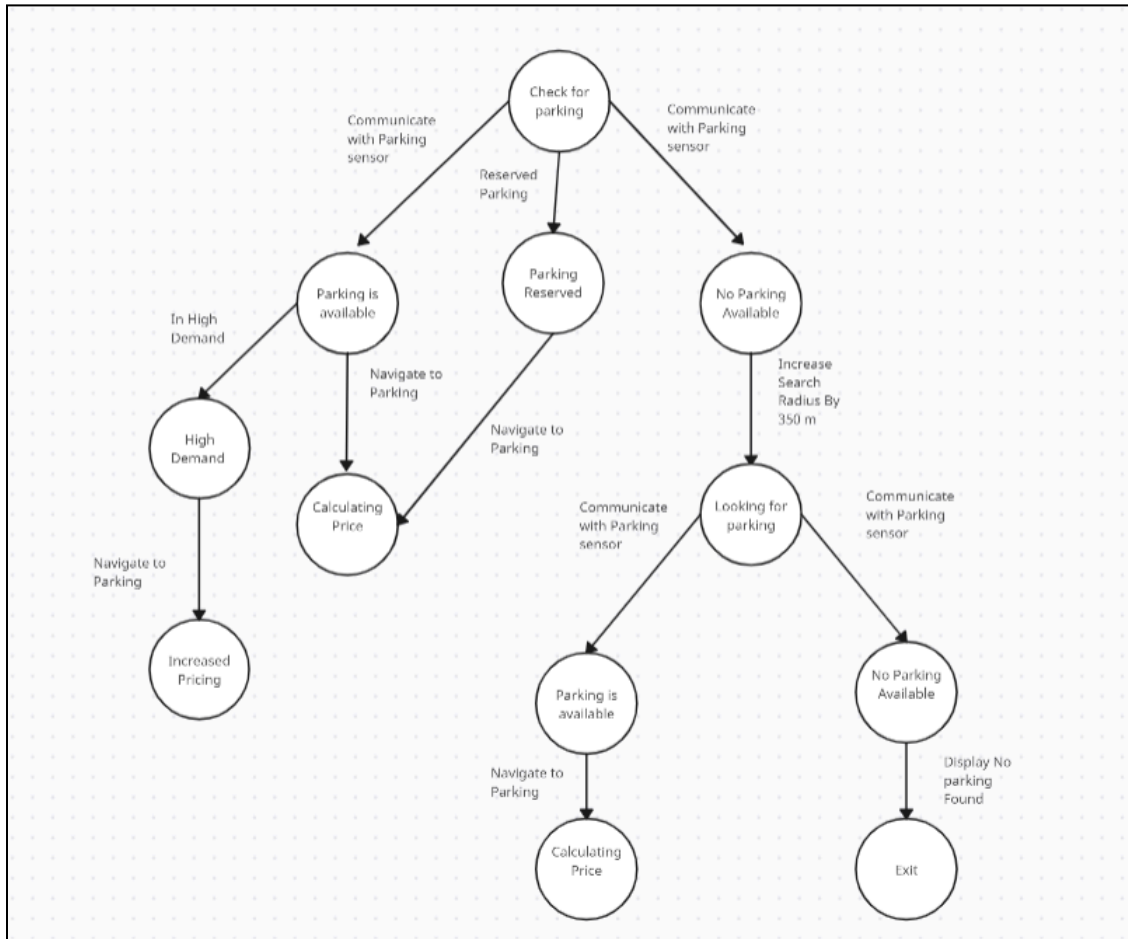 Check for
parking
Communicate
with Parking
sensor
Communicate
with Parking
sensor
Reserved
Parking
Parking is
available
Parking
Reserved
No Parking
Available
In High
Demand
Navigate to
Parking
Increase
Search
Radius By
350 m
High
Demand
Navigate to
Parking
Calculating
Price
Looking for
parking
Communicate
with Parking
sensor
Communicate
with Parking
sensor
Navigate to
Parking
Increased
Pricing
Parking is
available
No Parking
Available
Navigate to
Parking
Display No
parking
Found
Calculating
Price
Exit